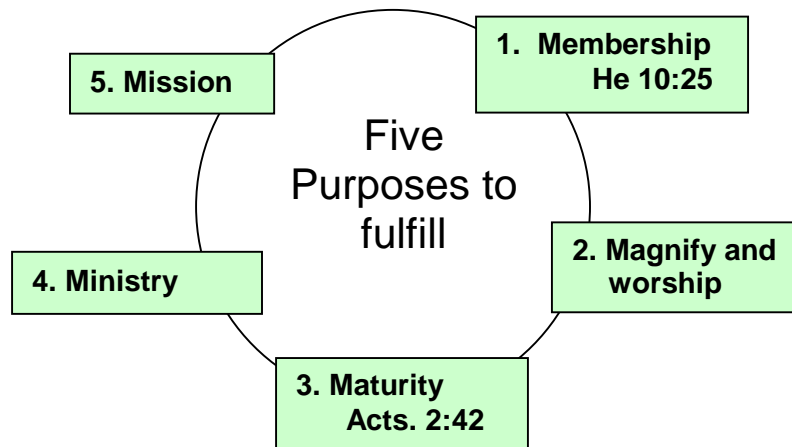 Five
Purposes to
fulfill
1. Membership
He 10:25
2. Magnify and
worship
3. Maturity
Acts. 2:42
4. Ministry
5. Mission